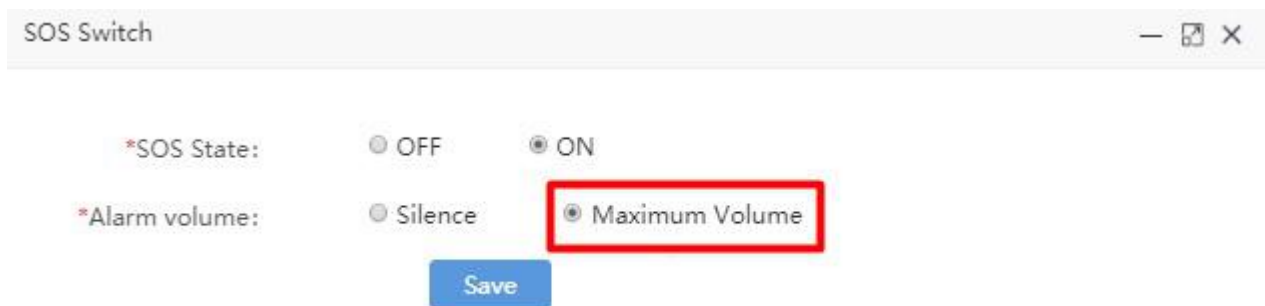 SOS Switch
*SOS State: OFF ON
*Alarm volume: Silence Maximum Volume
Save